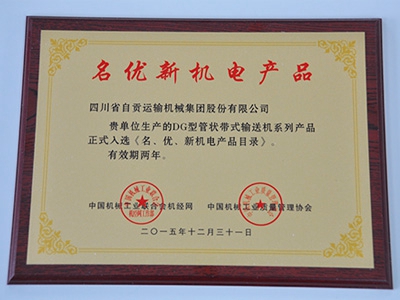 名优新机电产品
四川省自贡运输机械集团股份有限公司
贵单位生产的DG型管状带式输送机系列产品
正式入选《名、优、新机电产品目录》。
有效期两年。
中国机械工业联合会机经网 中国机械工业质量管理协会
二〇一五年十二月三十一日